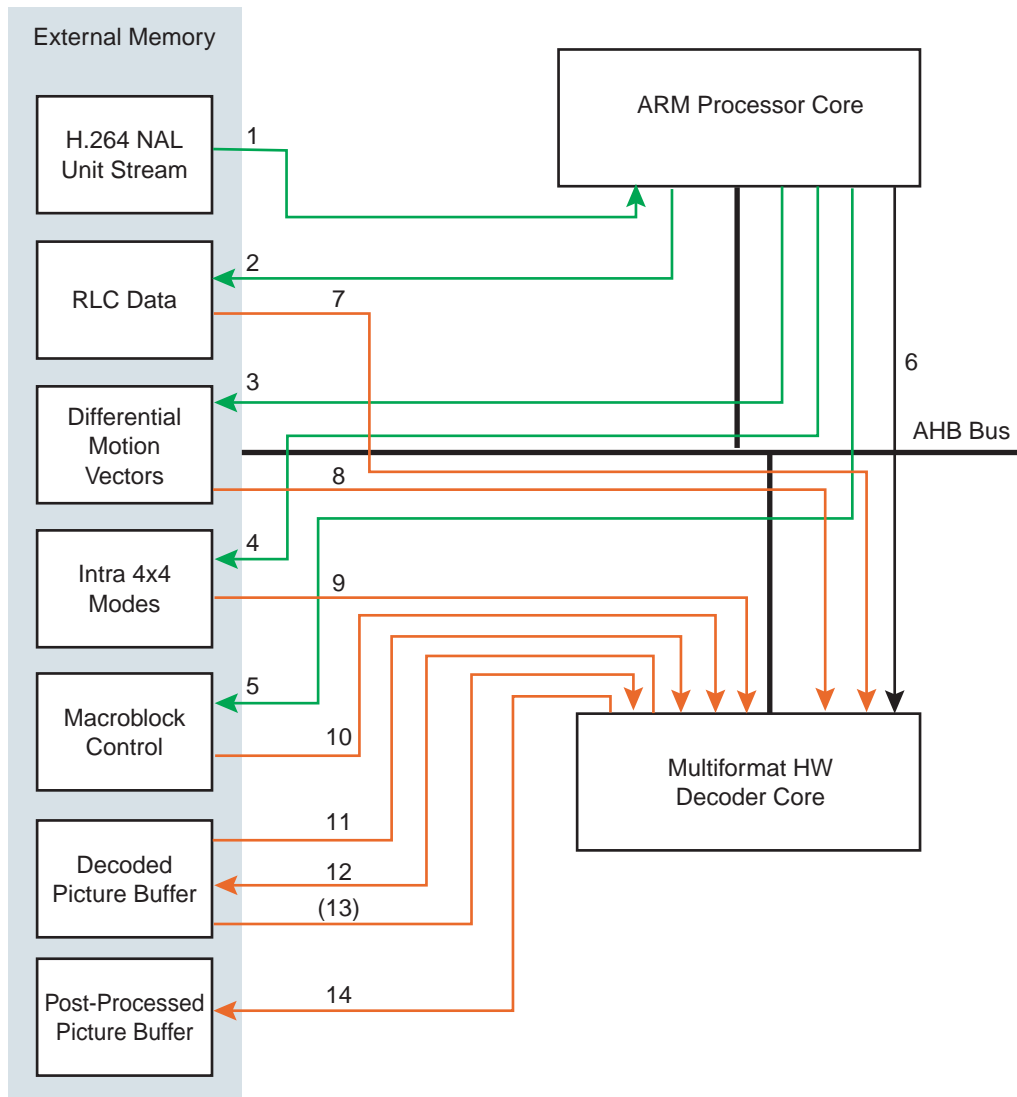 External Memory
ARM Processor Core
H.264 NAL
Unit Stream
1
RLC Data
2
7
6
Differential
Motion
Vectors
3
8
AHB Bus
Intra 4x4
Modes
4
9
Macroblock
Control
5
10
Multiformat HW
Decoder Core
Decoded
Picture Buffer
11
12
(13)
Post-Processed
Picture Buffer
14